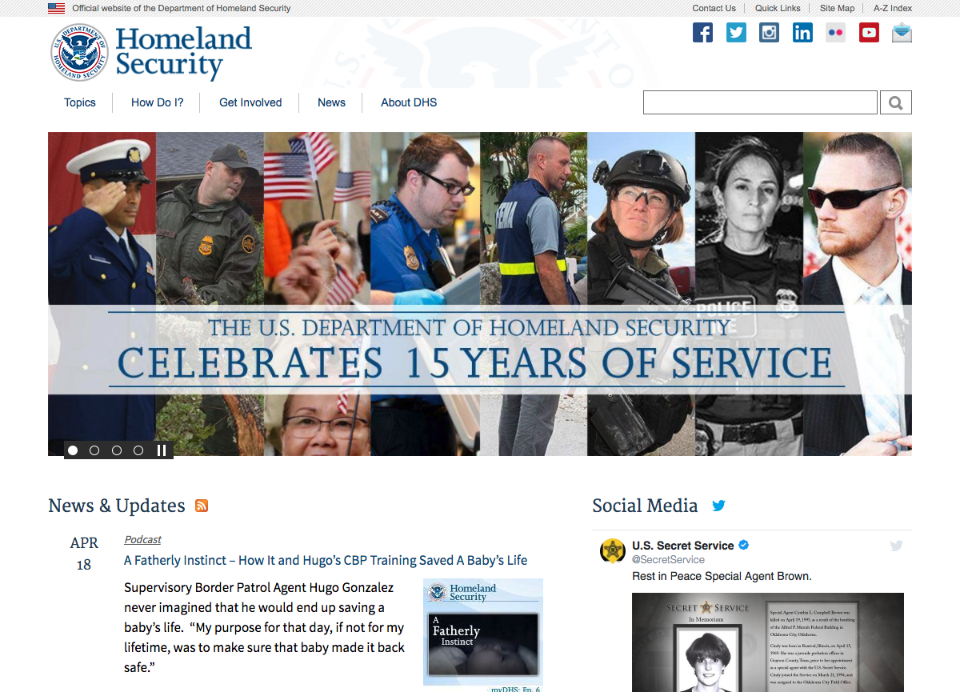 Official website of the Department of Homeland Security
Contact Us
Quick Links
Site Map
A-Z Index
Homeland
Security
Topics
How Do I?
Get Involved
News
About DHS
POLICE
THE U.S. DEPARTMENT OF HOMELAND SECURITY
CELEBRATES 15 YEARS OF SERVICE
News & Updates
APR
18
Podcast
A Fatherly Instinct – How It and Hugo's CBP Training Saved A Baby's Life
Supervisory Border Patrol Agent Hugo Gonzalez
never imagined that he would end up saving a
baby's life.  "My purpose for that day, if not for my
lifetime, was to make sure that baby made it back
safe."
Homeland
Security
A
Fatherly
Instinct
myDHS: Ep. 6
Social Media
U.S. Secret Service
@SecretService
Rest in Peace Special Agent Brown.
SECRET SERVICE
In Memoriam